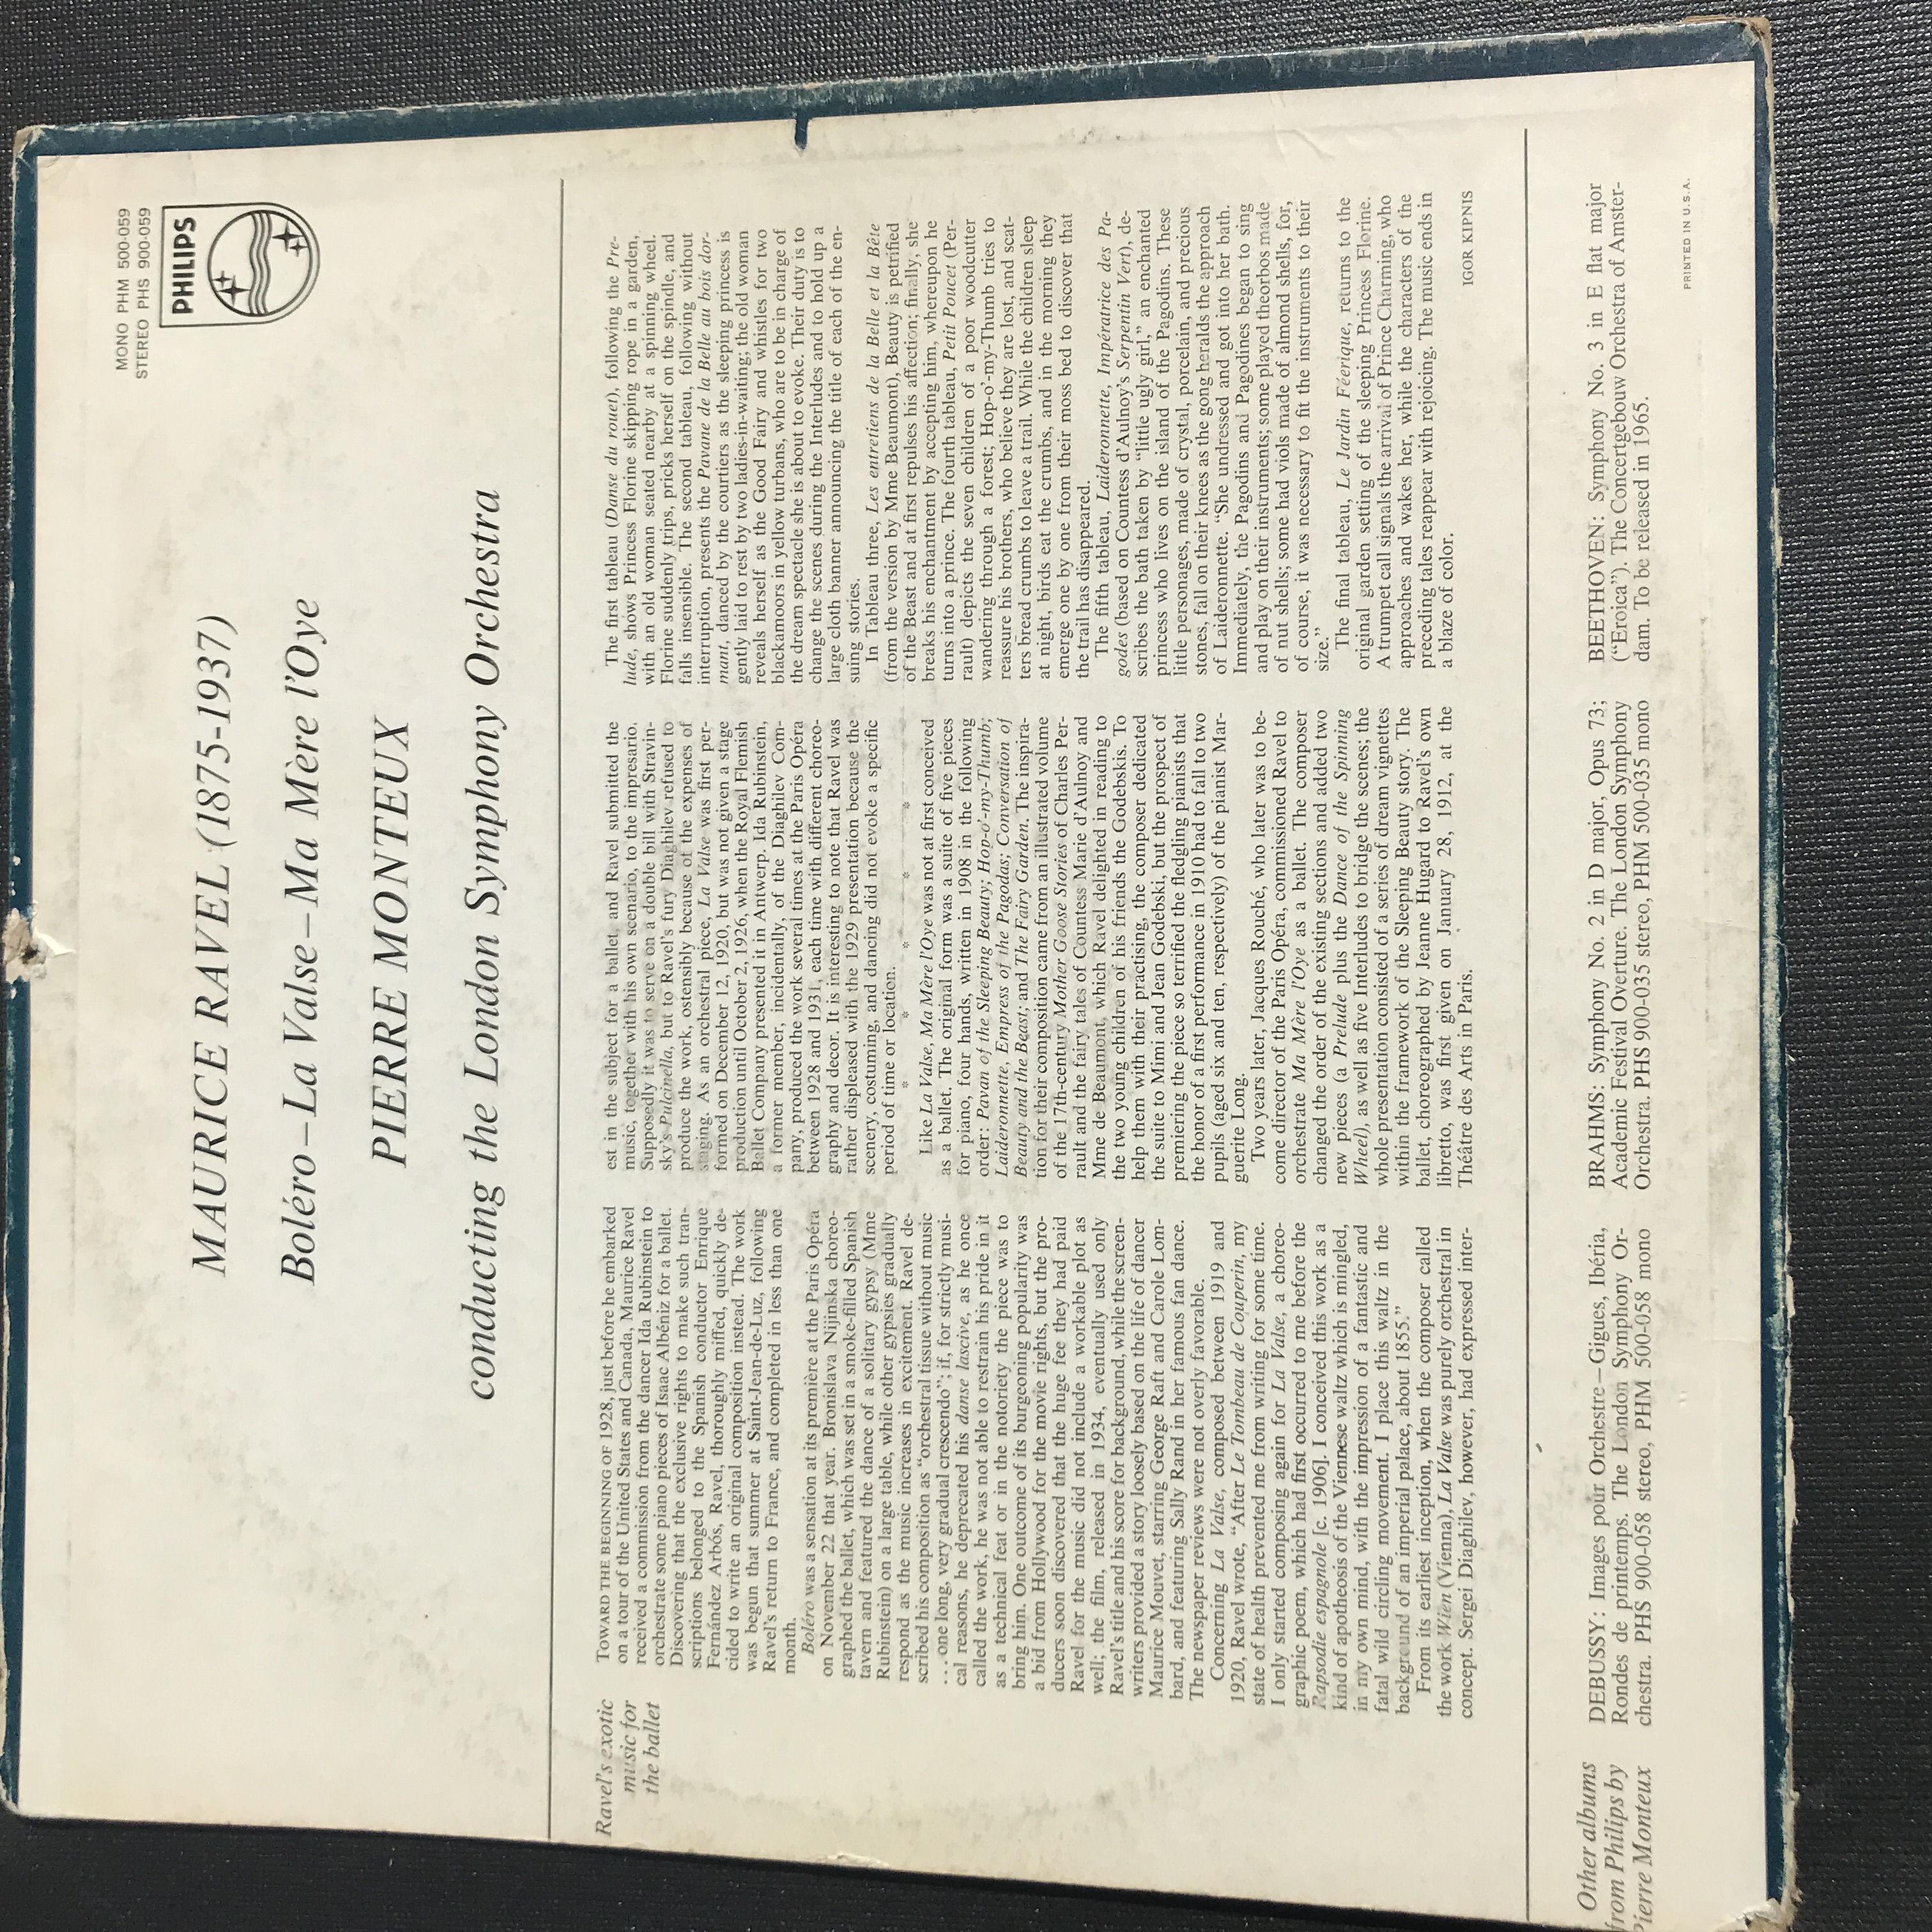 MONO PHM 500-059
STEREO PHS 900-059
PHILIPS
MAURICE RAVEL (1875-1937)
Boléro – La Valse – Ma Mère l'Oye
PIERRE MONTEUX
conducting the London Symphony Orchestra
Ravel's exotic
music for
the ballet
TOWARD THE BEGINNING OF 1928, just before he embarked
on a tour of the United States and Canada, Maurice Ravel
received a commission from the dancer Ida Rubinstein to
orchestrate some piano pieces of Isaac Albéniz for a ballet.
Discovering that the exclusive rights to make such tran-
scriptions belonged to the Spanish conductor Enrique
Fernández Arbós, Ravel, thoroughly miffed, quickly de-
cided to write an original composition instead. The work
was begun that summer at Saint-Jean-de-Luz, following
Ravel's return to France, and completed in less than one
month.
Boléro was a sensation at its première at the Paris Opéra
on November 22 that year. Bronislava Nijinska choreo-
graphed the ballet, which was set in a smoke-filled Spanish
tavern and featured the dance of a solitary gypsy (Mme
Rubinstein) on a large table, while other gypsies gradually
respond as the music increases in excitement. Ravel de-
scribed his composition as "orchestral tissue without music
. . . one long, very gradual crescendo"; if, for strictly musi-
cal reasons, he deprecated his danse lascive, as he once
called the work, he was not able to restrain his pride in it
as a technical feat or in the notoriety the piece was to
bring him. One outcome of its burgeoning popularity was
a bid from Hollywood for the movie rights, but the pro-
ducers soon discovered that the huge fee they had paid
Ravel for the music did not include a workable plot as
well; the film, released in 1934, eventually used only
Ravel's title and his score for background, while the screen-
writers provided a story loosely based on the life of dancer
Maurice Mouvet, starring George Raft and Carole Lom-
bard, and featuring Sally Rand in her famous fan dance.
The newspaper reviews were not overly favorable.
Concerning La Valse, composed between 1919 and
1920, Ravel wrote, "After Le Tombeau de Couperin, my
state of health prevented me from writing for some time.
I only started composing again for La Valse, a choreo-
graphic poem, which had first occurred to me before the
Rapsodie espagnole [c. 1906]. I conceived this work as a
kind of apotheosis of the Viennese waltz which is mingled,
in my own mind, with the impression of a fantastic and
fatal wild circling movement. I place this waltz in the
background of an imperial palace, about 1855."
From its earliest inception, when the composer called
the work Wien (Vienna), La Valse was purely orchestral in
concept. Sergei Diaghilev, however, had expressed inter-
est in the subject for a ballet, and Ravel submitted the
music, together with his own scenario, to the impresario.
Supposedly it was to serve on a double bill with Stravin-
sky's Pulcinella, but to Ravel's fury Diaghilev refused to
produce the work, ostensibly because of the expenses of
staging. As an orchestral piece, La Valse was first per-
formed on December 12, 1920, but was not given a stage
production until October 2, 1926, when the Royal Flemish
Ballet Company presented it in Antwerp. Ida Rubinstein,
a former member, incidentally, of the Diaghilev Com-
pany, produced the work several times at the Paris Opéra
between 1928 and 1931, each time with different choreo-
graphy and decor. It is interesting to note that Ravel was
rather displeased with the 1929 presentation because the
scenery, costuming, and dancing did not evoke a specific
period of time or location.
* * * * *
Like La Valse, Ma Mère l'Oye was not at first conceived
as a ballet. The original form was a suite of five pieces
for piano, four hands, written in 1908 in the following
order: Pavan of the Sleeping Beauty; Hop-o'-my-Thumb;
Laideronnette, Empress of the Pagodas; Conversation of
Beauty and the Beast; and The Fairy Garden. The inspira-
tion for their composition came from an illustrated volume
of the 17th-century Mother Goose Stories of Charles Per-
rault and the fairy tales of Countess Marie d'Aulnoy and
Mme de Beaumont, which Ravel delighted in reading to
the two young children of his friends the Godebskis. To
help them with their practising, the composer dedicated
the suite to Mimi and Jean Godebski, but the prospect of
premiering the piece so terrified the fledgling pianists that
the honor of a first performance in 1910 had to fall to two
pupils (aged six and ten, respectively) of the pianist Mar-
guerite Long.
Two years later, Jacques Rouché, who later was to be-
come director of the Paris Opéra, commissioned Ravel to
orchestrate Ma Mère l'Oye as a ballet. The composer
changed the order of the existing sections and added two
new pieces (a Prelude plus the Dance of the Spinning
Wheel), as well as five Interludes to bridge the scenes; the
whole presentation consisted of a series of dream vignettes
within the framework of the Sleeping Beauty story. The
ballet, choreographed by Jeanne Hugard to Ravel's own
libretto, was first given on January 28, 1912, at the
Théâtre des Arts in Paris.
The first tableau (Danse du rouet), following the Pre-
lude, shows Princess Florine skipping rope in a garden,
with an old woman seated nearby at a spinning wheel.
Florine suddenly trips, pricks herself on the spindle, and
falls insensible. The second tableau, following without
interruption, presents the Pavane de la Belle au bois dor-
mant, danced by the courtiers as the sleeping princess is
gently laid to rest by two ladies-in-waiting; the old woman
reveals herself as the Good Fairy and whistles for two
blackamoors in yellow turbans, who are to be in charge of
the dream spectacle she is about to evoke. Their duty is to
change the scenes during the Interludes and to hold up a
large cloth banner announcing the title of each of the en-
suing stories.
In Tableau three, Les entretiens de la Belle et la Bête
(from the version by Mme Beaumont), Beauty is petrified
of the Beast and at first repulses his affection; finally, she
breaks his enchantment by accepting him, whereupon he
turns into a prince. The fourth tableau, Petit Poucet (Per-
rault) depicts the seven children of a poor woodcutter
wandering through a forest; Hop-o'-my-Thumb tries to
reassure his brothers, who believe they are lost, and scat-
ters bread crumbs to leave a trail. While the children sleep
at night, birds eat the crumbs, and in the morning they
emerge one by one from their moss bed to discover that
the trail has disappeared.
The fifth tableau, Laideronnette, Impératrice des Pa-
godes (based on Countess d'Aulnoy's Serpentin Vert), de-
scribes the bath taken by "little ugly girl," an enchanted
princess who lives on the island of the Pagodins. These
little personages, made of crystal, porcelain, and precious
stones, fall on their knees as the gong heralds the approach
of Laideronnette. "She undressed and got into her bath.
Immediately, the Pagodins and Pagodines began to sing
and play on their instruments; some played theorbos made
of nut shells; some had viols made of almond shells, for,
of course, it was necessary to fit the instruments to their
size."
The final tableau, Le Jardin Féerique, returns to the
original garden setting of the sleeping Princess Florine.
A trumpet call signals the arrival of Prince Charming, who
approaches and wakes her, while the characters of the
preceding tales reappear with rejoicing. The music ends in
a blaze of color.
IGOR KIPNIS
Other albums
from Philips by
Pierre Monteux
DEBUSSY: Images pour Orchestre – Gigues, Ibéria,
Rondes de printemps. The London Symphony Or-
chestra. PHS 900-058 stereo, PHM 500-058 mono
BRAHMS: Symphony No. 2 in D major, Opus 73;
Academic Festival Overture. The London Symphony
Orchestra. PHS 900-035 stereo, PHM 500-035 mono
BEETHOVEN: Symphony No. 3 in E flat major
("Eroica"). The Concertgebouw Orchestra of Amster-
dam. To be released in 1965.
PRINTED IN U.S.A.